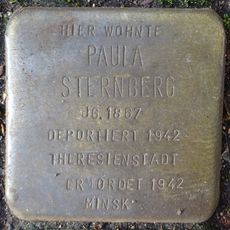 HIER WOHNTE
PAULA
STERNBERG
JG. 1867
DEPORTIERT 1942
THERESIENSTADT
ERMORDET 1942
MINSK